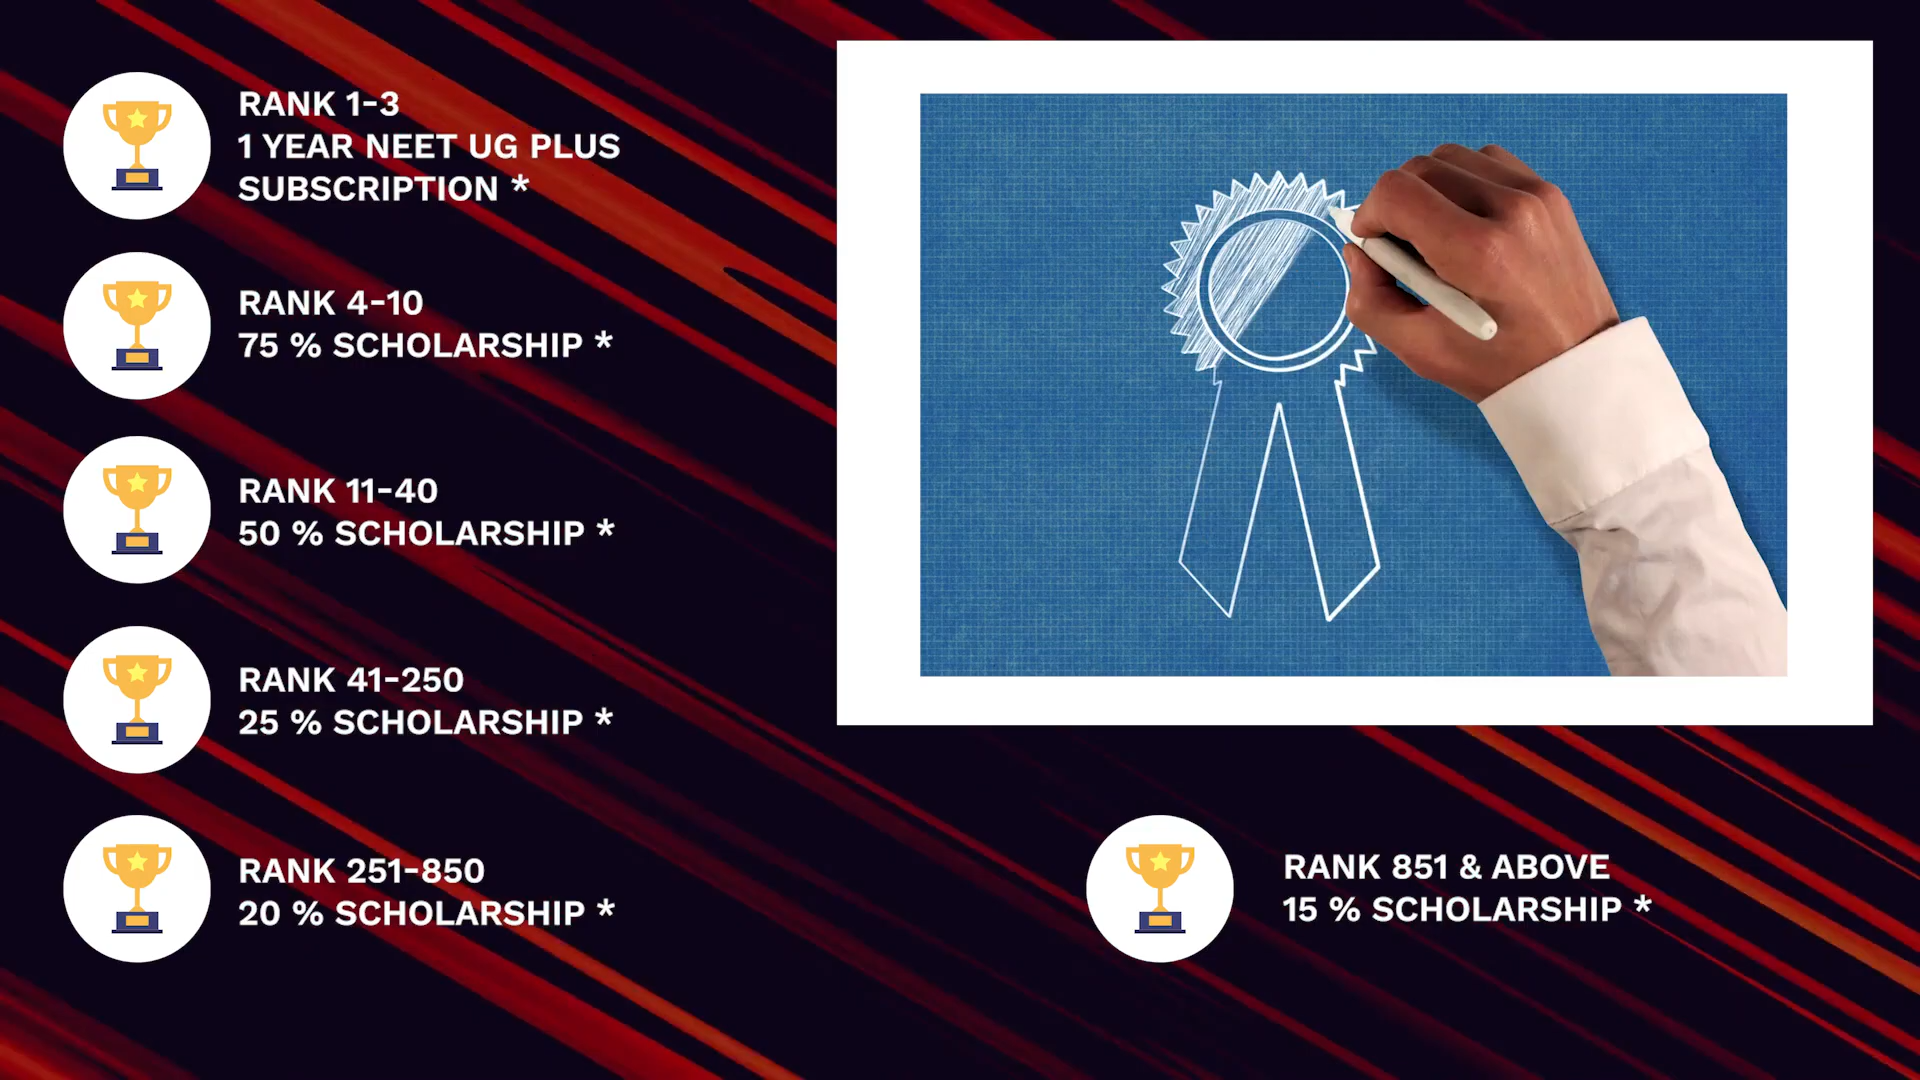 RANK 1-3
1 YEAR NEET UG PLUS
SUBSCRIPTION *
RANK 4-10
75 % SCHOLARSHIP *
RANK 11-40
50 % SCHOLARSHIP *
RANK 41-250
25 % SCHOLARSHIP *
RANK 251-850
20 % SCHOLARSHIP *
RANK 851 & ABOVE
15 % SCHOLARSHIP *